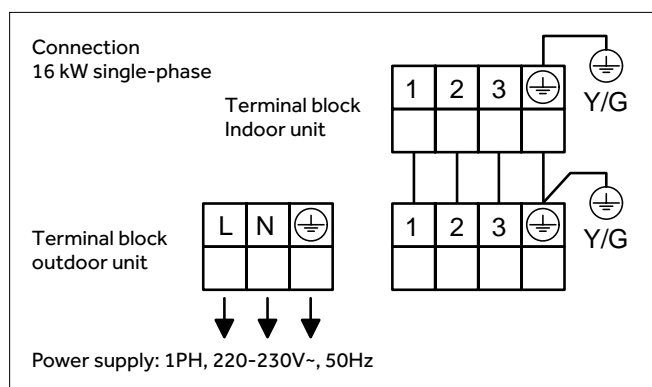 Connection
16 kW single-phase
Terminal block
Indoor unit
1 2 3
Y/G
Terminal block
outdoor unit
L N
1 2 3
Y/G
Power supply: 1PH, 220-230V~, 50Hz